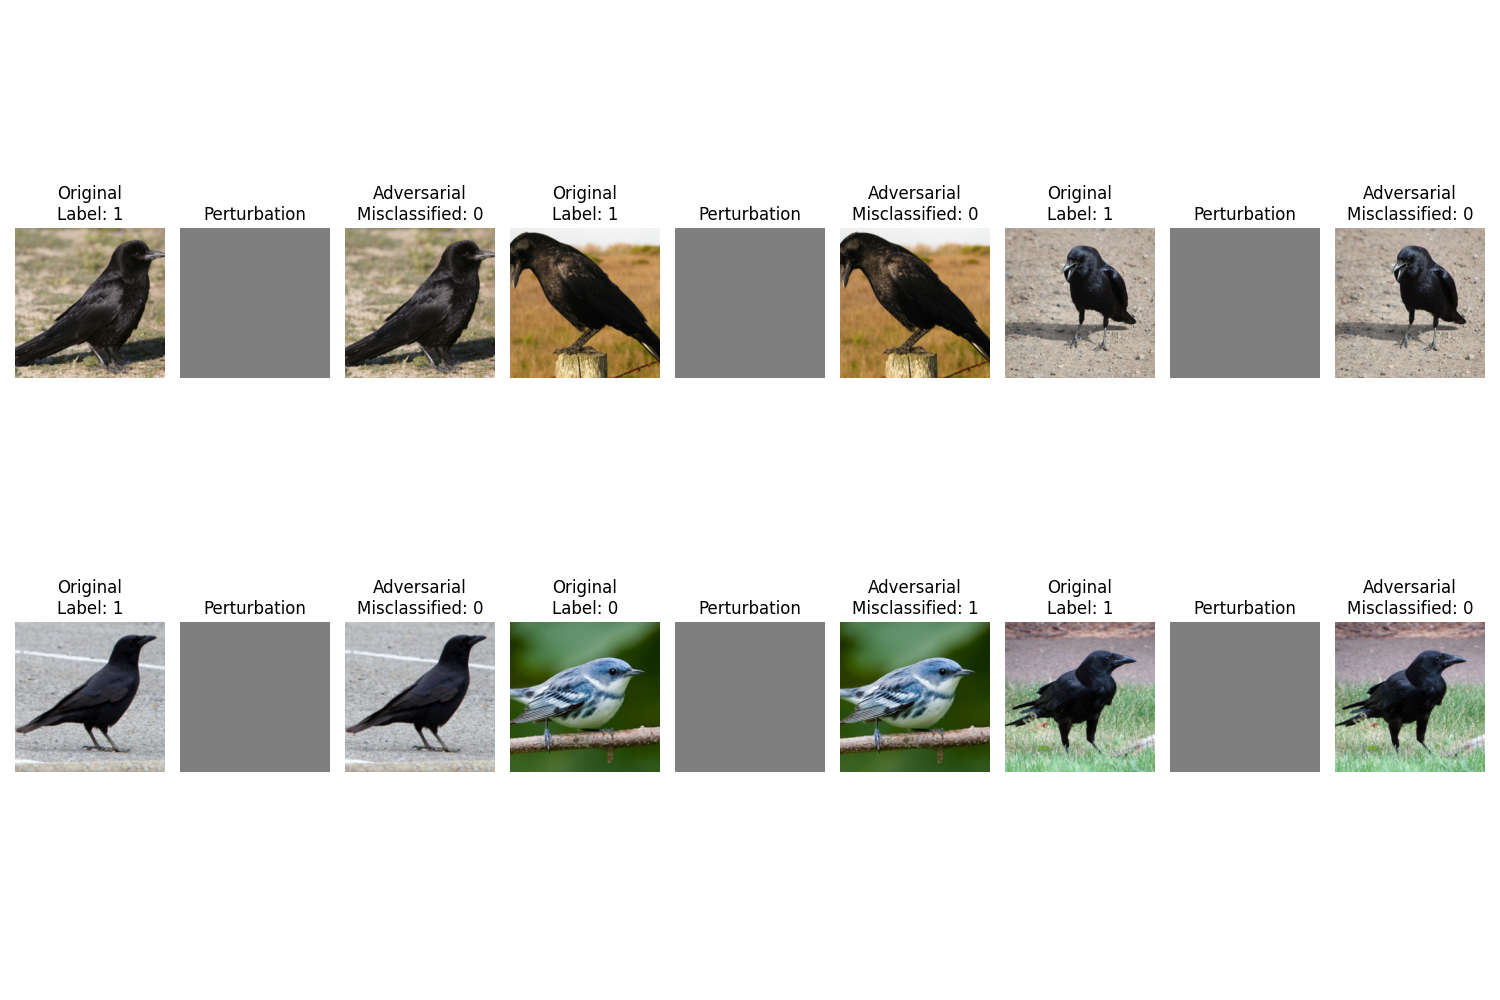 Original
Label: 1
Perturbation
Adversarial
Misclassified: 0
Original
Label: 1
Perturbation
Adversarial
Misclassified: 0
Original
Label: 1
Perturbation
Adversarial
Misclassified: 0
Original
Label: 1
Perturbation
Adversarial
Misclassified: 0
Original
Label: 0
Perturbation
Adversarial
Misclassified: 1
Original
Label: 1
Perturbation
Adversarial
Misclassified: 0